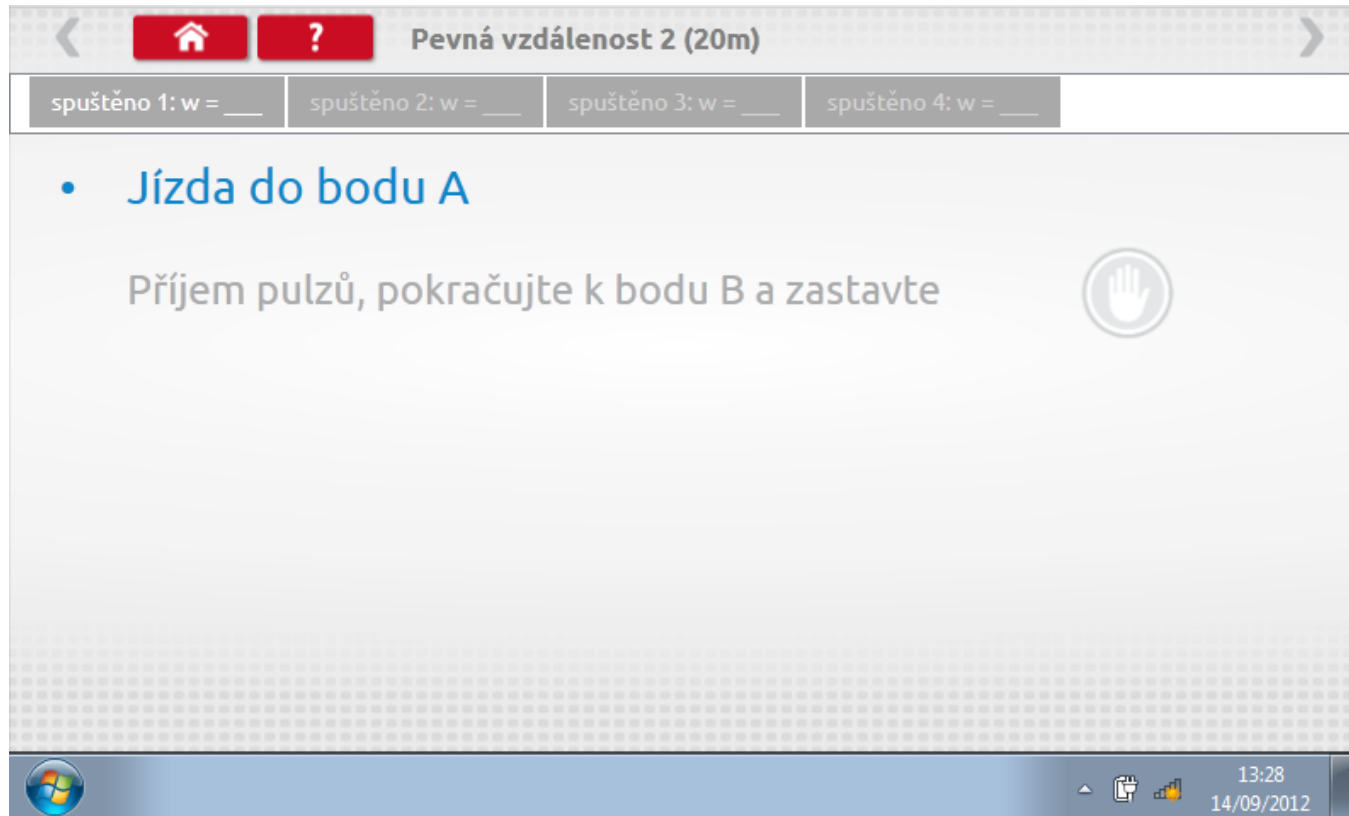 ? Pevná vzdálenost 2 (20m)
spuštěno 1: w = ___ spuštěno 2: w = ___ spuštěno 3: w = ___ spuštěno 4: w = ___
• Jízda do bodu A
Příjem pulzů, pokračujte k bodu B a zastavte
13:28
14/09/2012